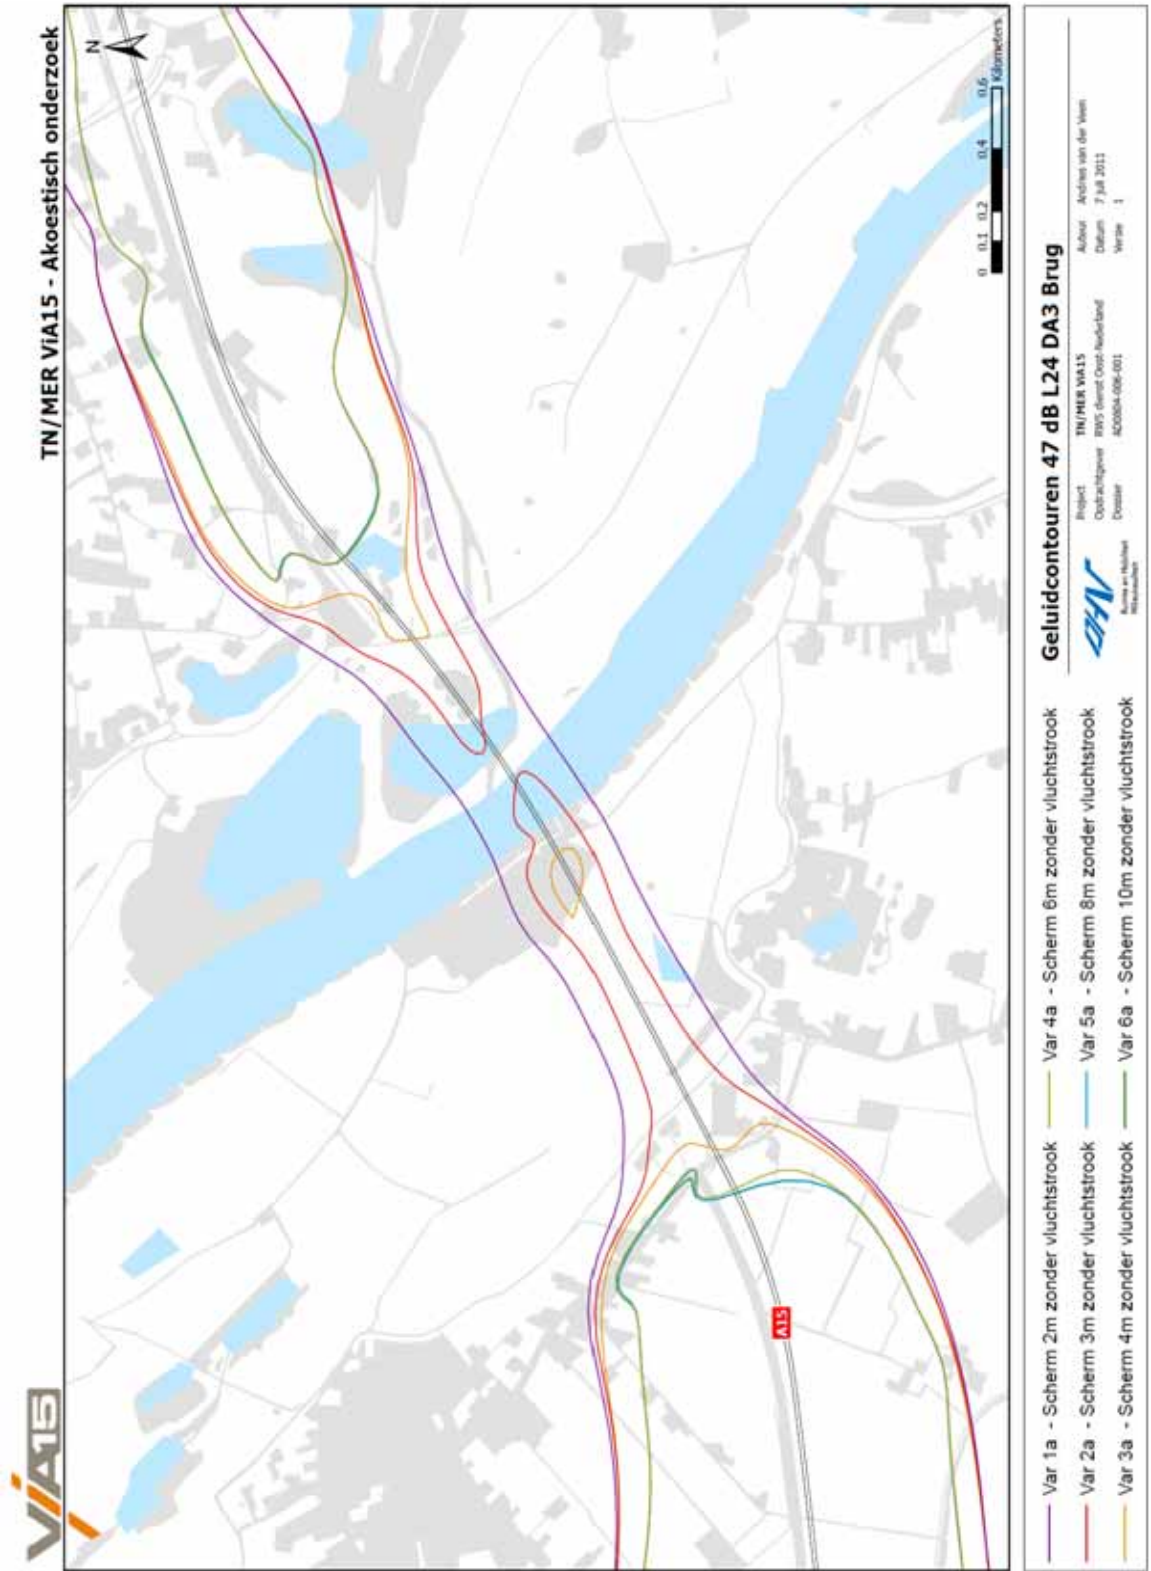 ViA15
TN/MER ViA15 - Akoestisch onderzoek
N
A15
0 0,1 0,2 0,4 0,6
Kilometers
Var 1a - Scherm 2m zonder vluchtstrook
Var 2a - Scherm 3m zonder vluchtstrook
Var 3a - Scherm 4m zonder vluchtstrook
Var 4a - Scherm 6m zonder vluchtstrook
Var 5a - Scherm 8m zonder vluchtstrook
Var 6a - Scherm 10m zonder vluchtstrook
Geluidcontouren 47 dB L24 DA3 Brug
DHV
Ruimte en Mobiliteit
Project TN/MER ViA15
Opdrachtgever RWS dienst Oost-Nederland
Dossier
Auteur Andries van der Veen
Datum 7 juli 2011
Versie 1